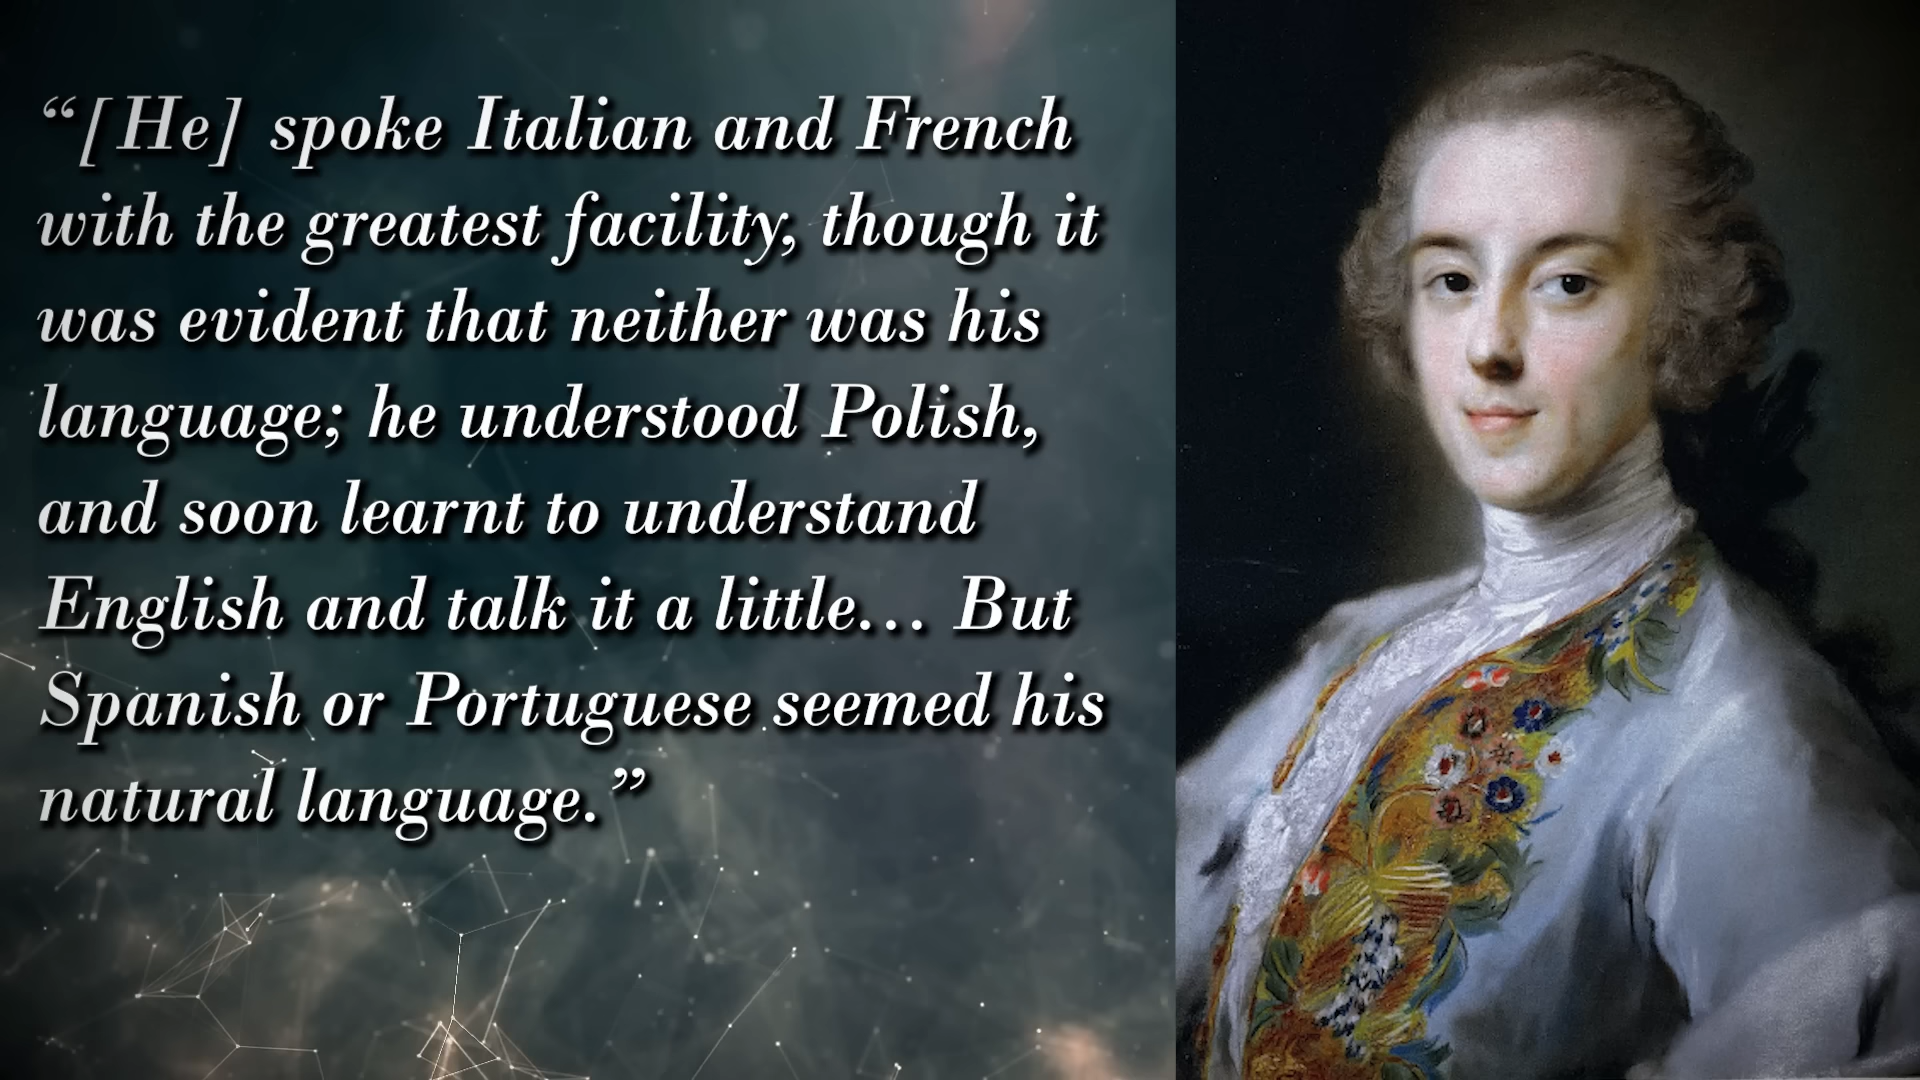 “[He] spoke Italian and French
with the greatest facility, though it
was evident that neither was his
language; he understood Polish,
and soon learnt to understand
English and talk it a little… But
Spanish or Portuguese seemed his
natural language.”